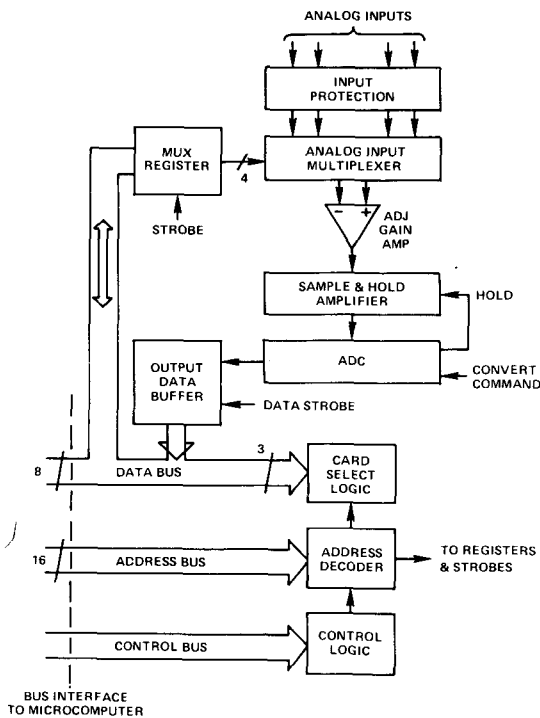 ANALOG INPUTS
INPUT
PROTECTION
MUX
REGISTER
4
ANALOG INPUT
MULTIPLEXER
STROBE
- +
ADJ
GAIN
AMP
SAMPLE & HOLD
AMPLIFIER
HOLD
OUTPUT
DATA
BUFFER
ADC
CONVERT
COMMAND
DATA STROBE
8
DATA BUS
3
CARD
SELECT
LOGIC
16
ADDRESS BUS
ADDRESS
DECODER
TO REGISTERS
& STROBES
CONTROL BUS
CONTROL
LOGIC
BUS INTERFACE
TO MICROCOMPUTER